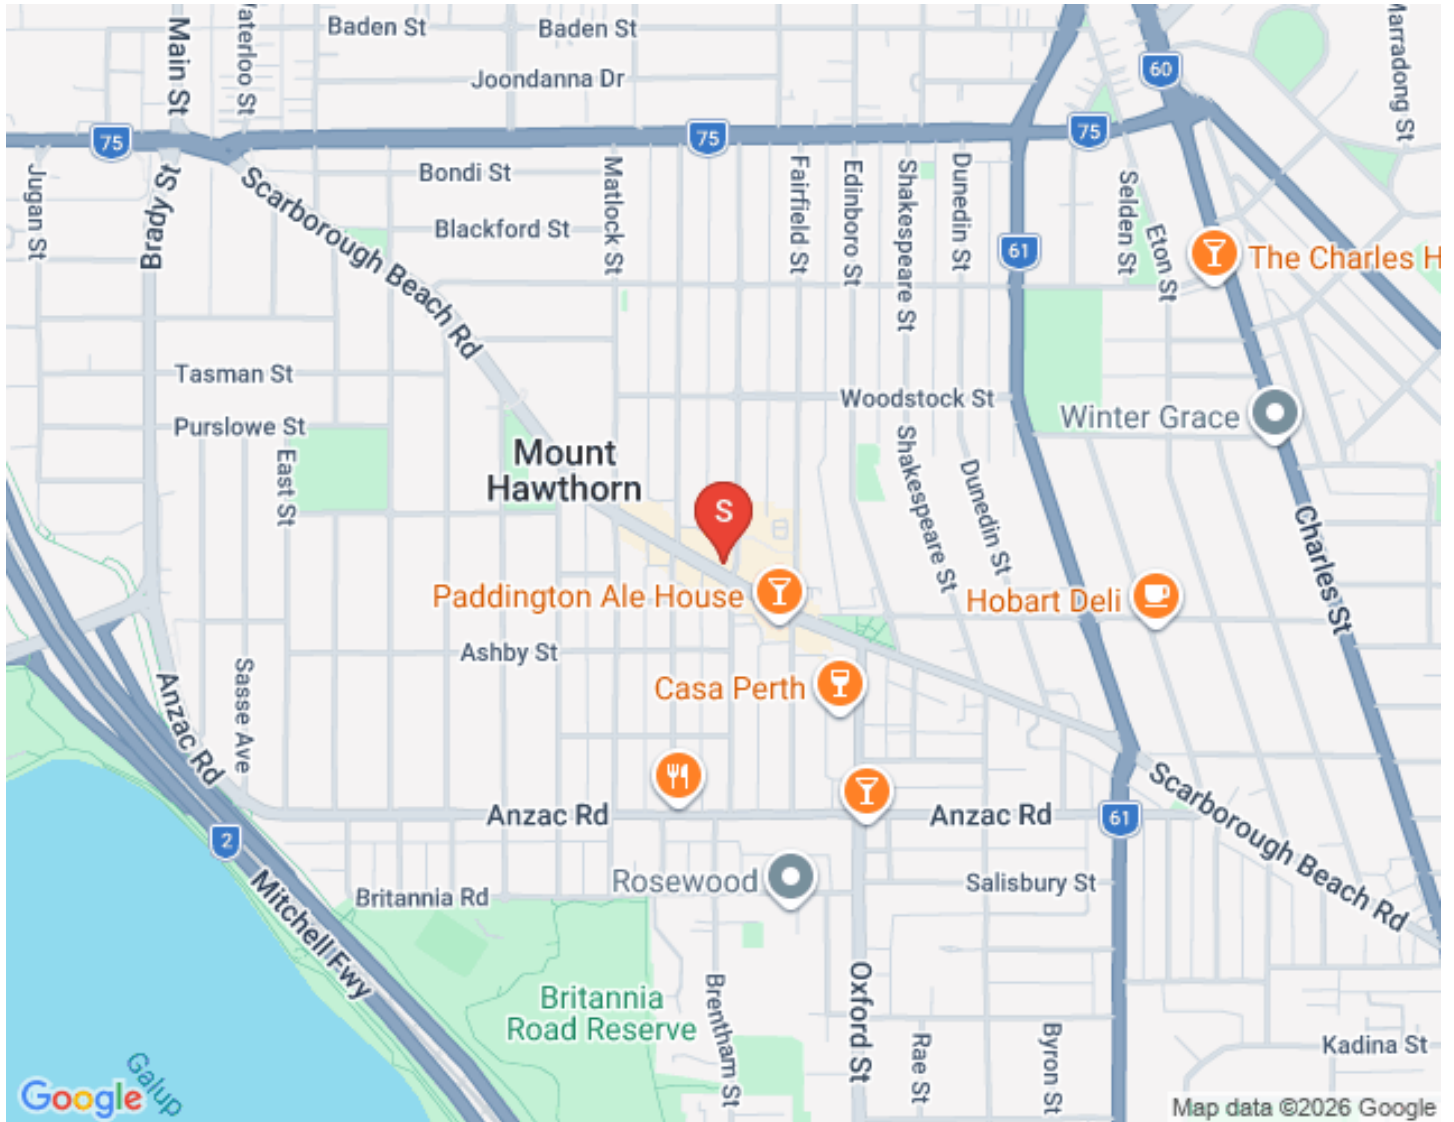 Baden St
Baden St
Main St
Waterloo St
Joondanna Dr
Marradong St
60
75
75
75
Jugan St
Brady St
Scarborough Beach Rd
Bondi St
Blackford St
Matlock St
Fairfield St
Edinboro St
Shakespeare St
Dunedin St
61
Selden St
Eton St
The Charles H
Tasman St
Purslowe St
East St
Woodstock St
Winter Grace
Mount
Hawthorn
S
Shakespeare St
Dunedin St
Charles St
Paddington Ale House
Hobart Deli
Ashby St
Sasse Ave
Anzac Rd
Casa Perth
Anzac Rd
Anzac Rd
61
Scarborough Beach Rd
2
Mitchell Fwy
Britannia Rd
Rosewood
Salisbury St
Britannia
Road Reserve
Brentham St
Oxford St
Rae St
Byron St
Kadina St
Galup
Google
Map data ©2026 Google